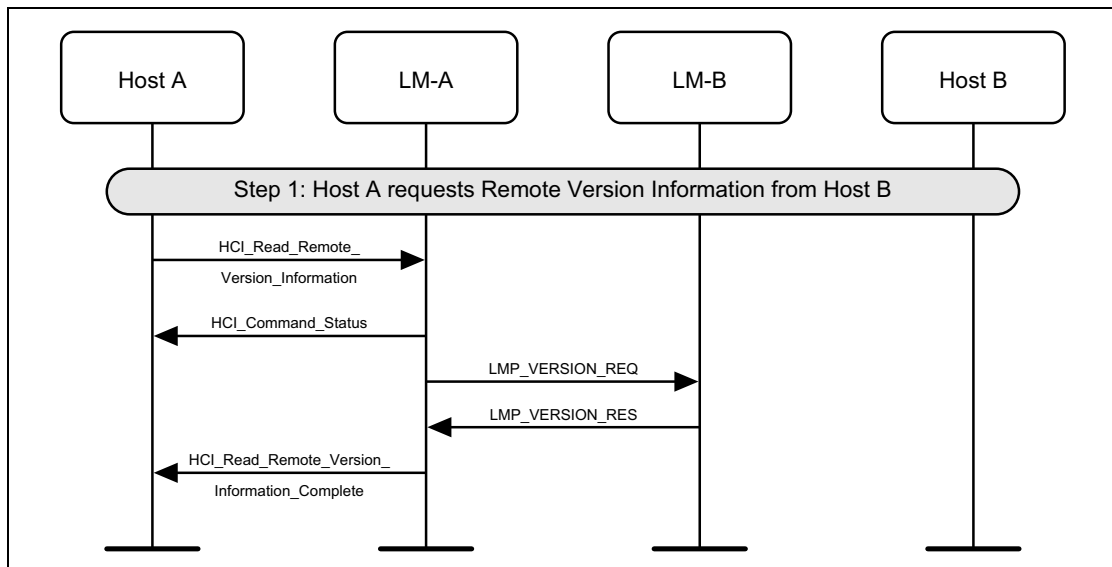 Host A
LM-A
LM-B
Host B
Step 1: Host A requests Remote Version Information from Host B
HCI_Read_Remote_
Version_Information
HCI_Command_Status
LMP_VERSION_REQ
LMP_VERSION_RES
HCI_Read_Remote_Version_
Information_Complete